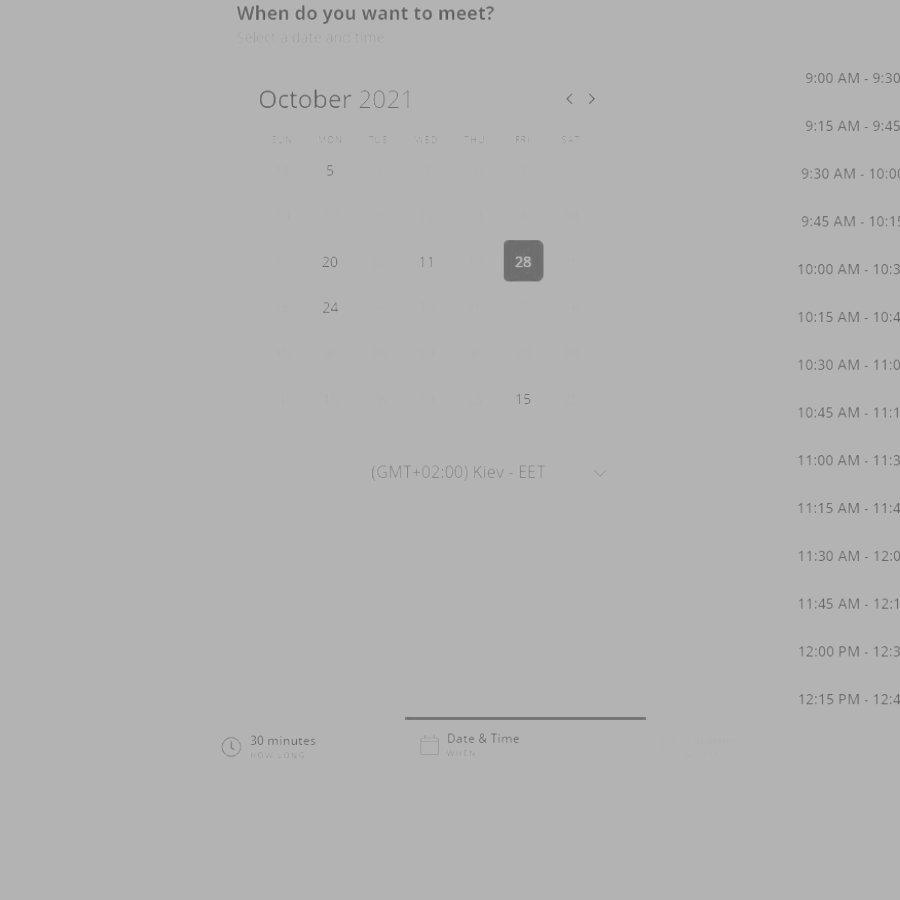 When do you want to meet?
Select a date and time
October 2021
SUN MON TUE WED THU FRI SAT
5
20 11 28
24
15
(GMT+02:00) Kiev - EET
9:00 AM - 9:30
9:15 AM - 9:45
9:30 AM - 10:00
9:45 AM - 10:15
10:00 AM - 10:3
10:15 AM - 10:4
10:30 AM - 11:0
10:45 AM - 11:1
11:00 AM - 11:3
11:15 AM - 11:4
11:30 AM - 12:0
11:45 AM - 12:1
12:00 PM - 12:3
12:15 PM - 12:4
30 minutes
HOW LONG
Date & Time
WHEN